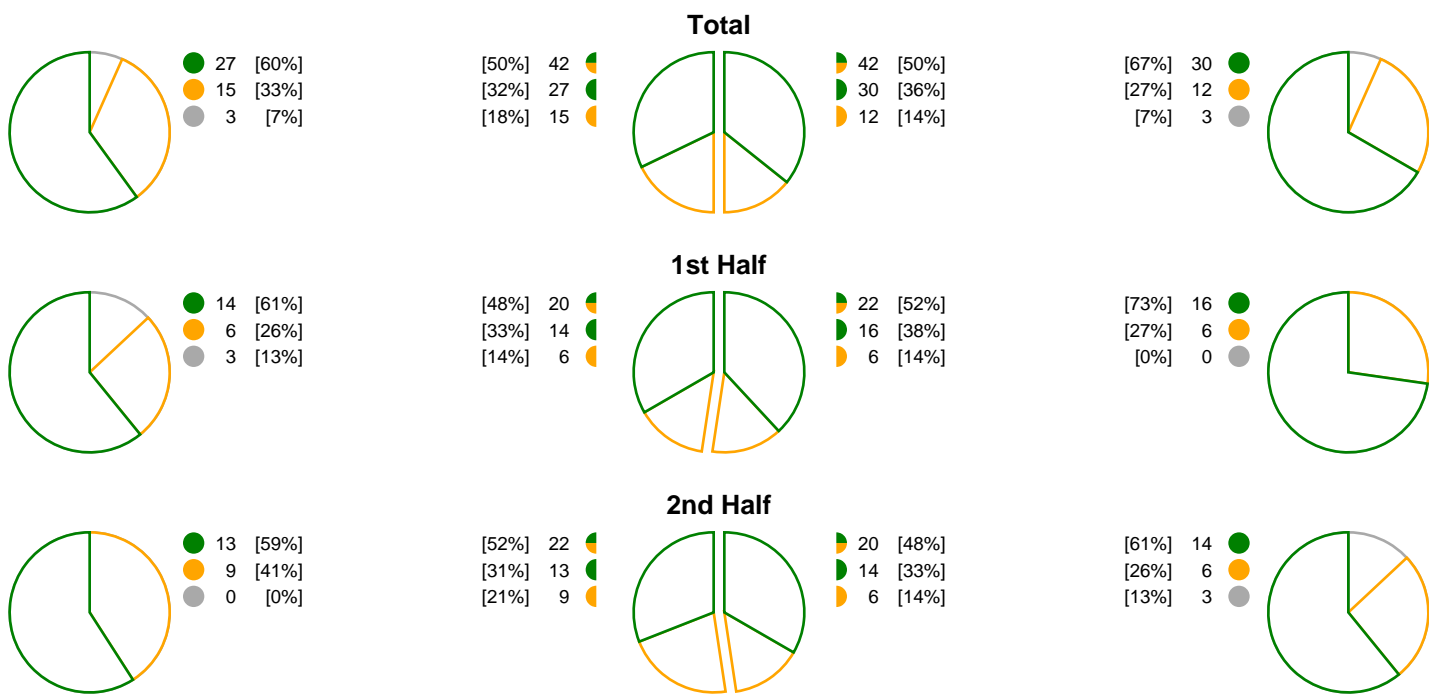 Total
27 [60%] [50%] 42 42 [50%] [67%] 30
15 [33%] [32%] 27 30 [36%] [27%] 12
3 [7%] [18%] 15 12 [14%] [7%] 3
1st Half
14 [61%] [48%] 20 22 [52%] [73%] 16
6 [26%] [33%] 14 16 [38%] [27%] 6
3 [13%] [14%] 6 6 [14%] [0%] 0
2nd Half
13 [59%] [52%] 22 20 [48%] [61%] 14
9 [41%] [31%] 13 14 [33%] [26%] 6
0 [0%] [21%] 9 6 [14%] [13%] 3